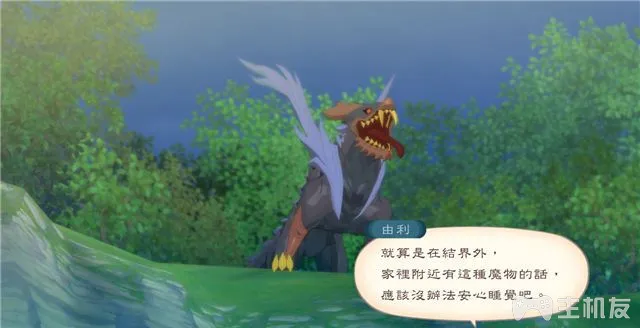 由利
就算是在結界外，
家裡附近有這種魔物的話，
應該沒辦法安心睡覺吧。
主机友